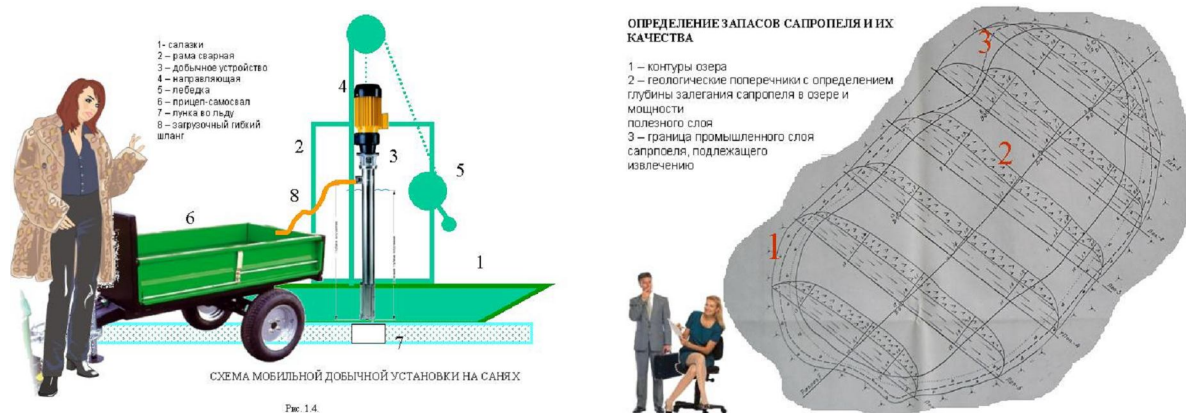 1- салазки
2 – рама сварная
3 – добычное устройство
4 – направляющая
5 – лебедка
6 – прицеп-самосвал
7 – лунка во льду
8 – загрузочный гибкий
шланг
4
2
3
5
8
6
1
7
СХЕМА МОБИЛЬНОЙ ДОБЫЧНОЙ УСТАНОВКИ НА САНЯХ
Рис. 1.4.
ОПРЕДЕЛЕНИЕ ЗАПАСОВ САПРОПЕЛЯ И ИХ
КАЧЕСТВА
1 – контуры озера
2 – геологические поперечники с определением
глубины залегания сапропеля в озере и
мощности
полезного слоя
3 – граница промышленного слоя
сапрпоеля, подлежащего
извлечению
3
2
1